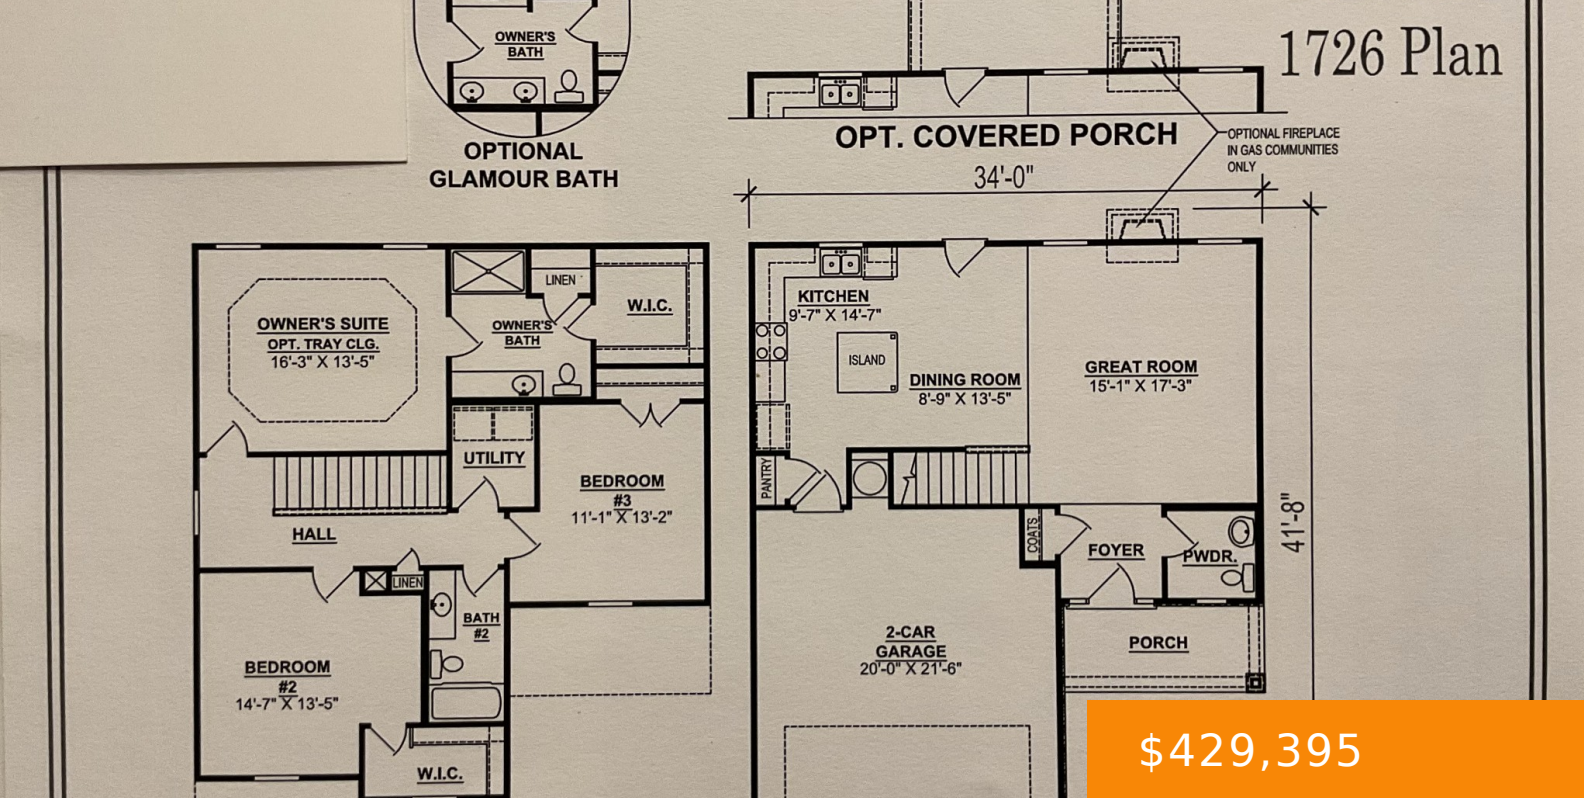 OWNER'S
BATH
OPTIONAL
GLAMOUR BATH
1726 Plan
OPT. COVERED PORCH
OPTIONAL FIREPLACE
IN GAS COMMUNITIES
ONLY
34'-0"
OWNER'S SUITE
OPT. TRAY CLG.
16'-3" X 13'-5"
LINEN
OWNER'S
BATH
W.I.C.
UTILITY
BEDROOM
#3
11'-1" X 13'-2"
HALL
LINEN
BATH
#2
BEDROOM
#2
14'-7" X 13'-5"
W.I.C.
KITCHEN
9'-7" X 14'-7"
ISLAND
DINING ROOM
8'-9" X 13'-5"
GREAT ROOM
15'-1" X 17'-3"
PANTRY
COATS
FOYER
PWDR.
41'-8"
2-CAR
GARAGE
20'-0" X 21'-6"
PORCH
$429,395